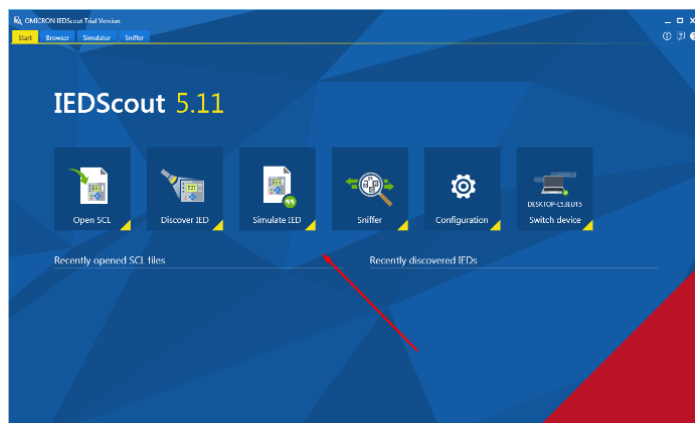 OMICRON IEDScout Trial Version
Start Browser Simulator Sniffer
IEDScout 5.11
Open SCL
Discover IED
Simulate IED
Sniffer
Configuration
DESKTOP-L53EUT5
Switch device
Recently opened SCL files
Recently discovered IEDs